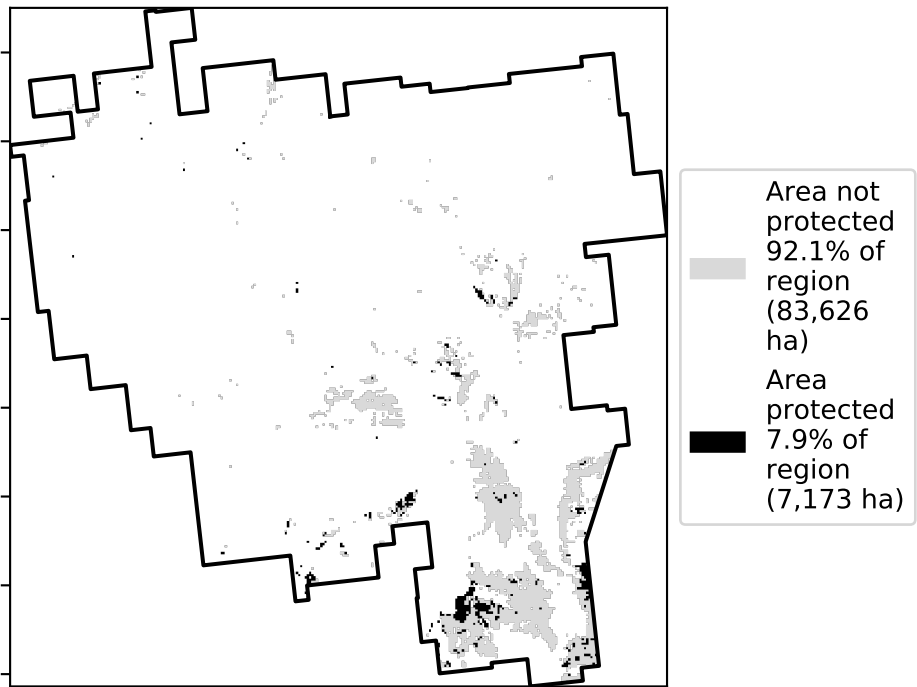 Area not
protected
92.1% of
region
(83,626
ha)
Area
protected
7.9% of
region
(7,173 ha)